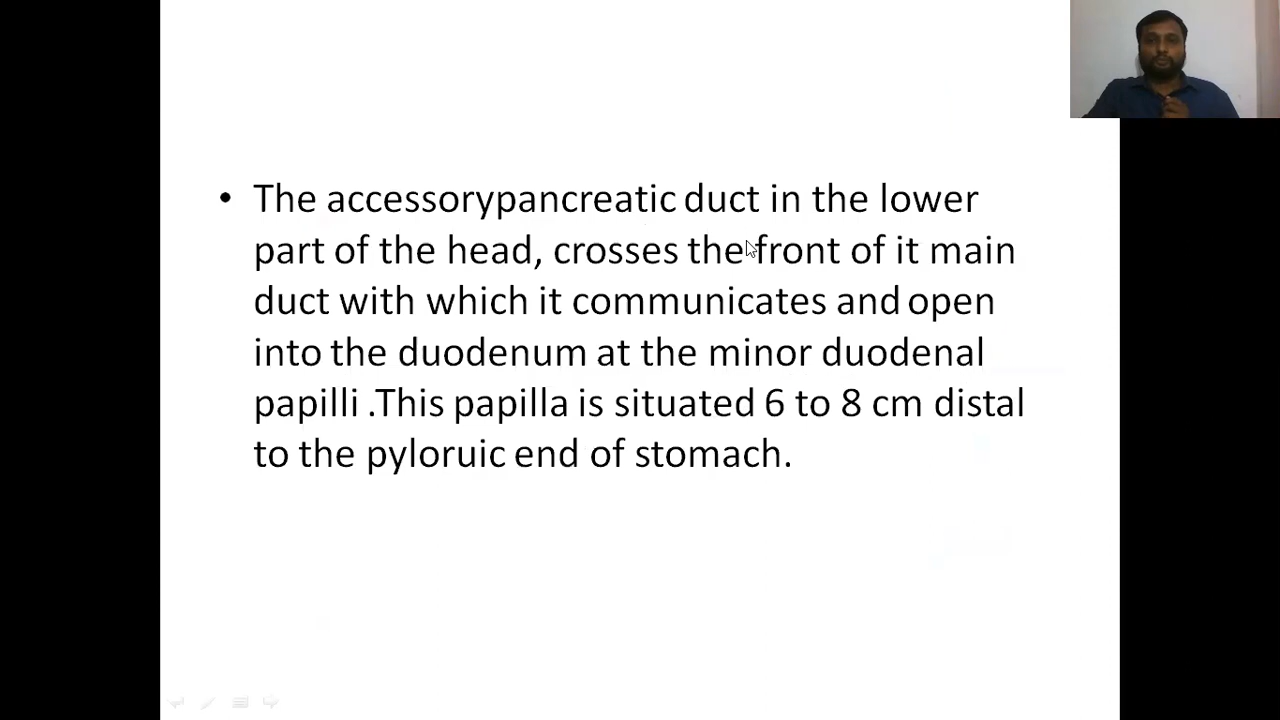 • The accessorypancreatic duct in the lower
part of the head, crosses the front of it main
duct with which it communicates and open
into the duodenum at the minor duodenal
papilli .This papilla is situated 6 to 8 cm distal
to the pyloruic end of stomach.